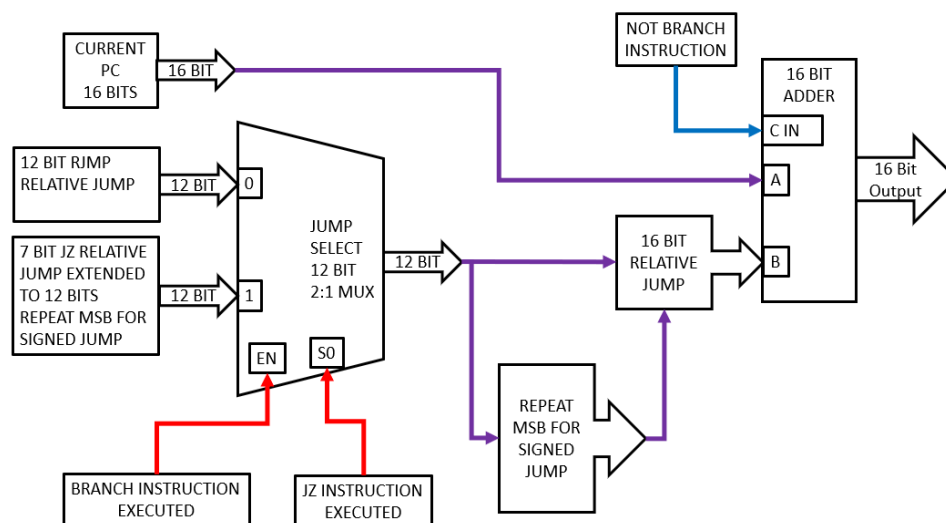 CURRENT
PC
16 BITS
16 BIT
NOT BRANCH
INSTRUCTION
16 BIT
ADDER
C IN
A
B
16 Bit
Output
12 BIT RJMP
RELATIVE JUMP
12 BIT
0
7 BIT JZ RELATIVE
JUMP EXTENDED
TO 12 BITS
REPEAT MSB FOR
SIGNED JUMP
12 BIT
1
JUMP
SELECT
12 BIT
2:1 MUX
EN
S0
12 BIT
16 BIT
RELATIVE
JUMP
REPEAT
MSB FOR
SIGNED
JUMP
BRANCH INSTRUCTION
EXECUTED
JZ INSTRUCTION
EXECUTED